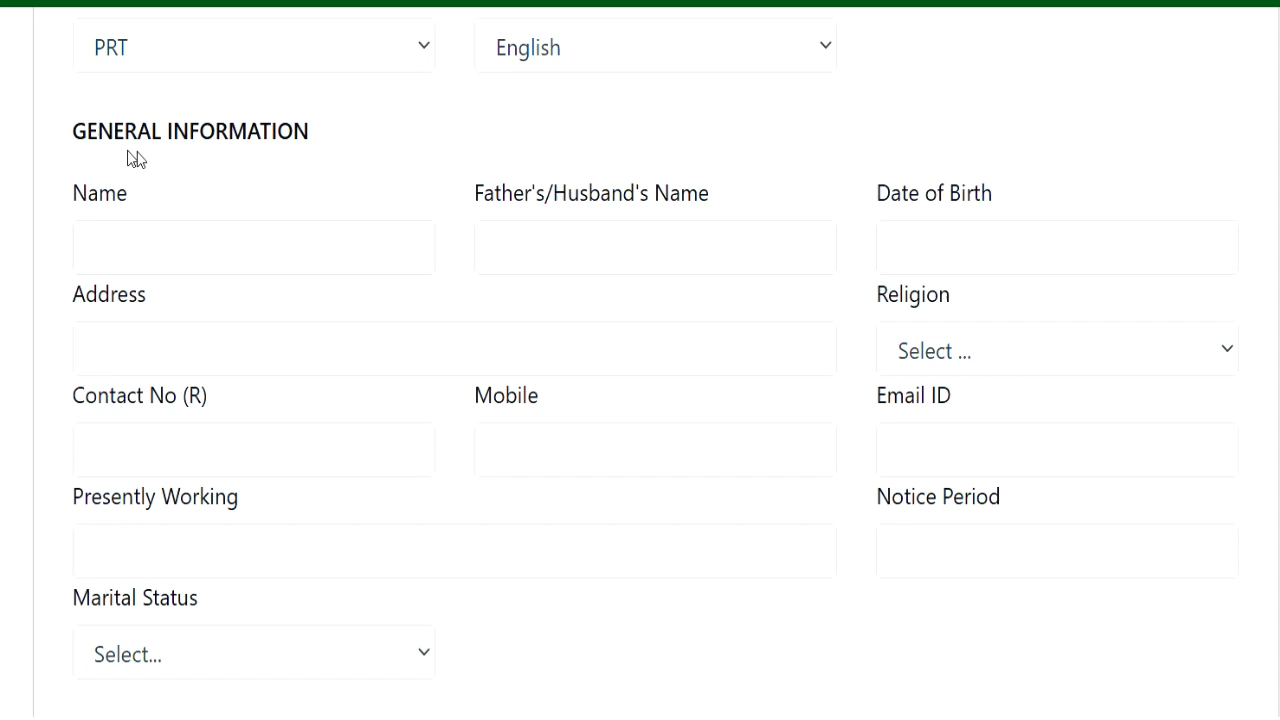 PRT English
GENERAL INFORMATION
Name Father's/Husband's Name Date of Birth
Address Religion
Select ...
Contact No (R) Mobile Email ID
Presently Working Notice Period
Marital Status
Select...